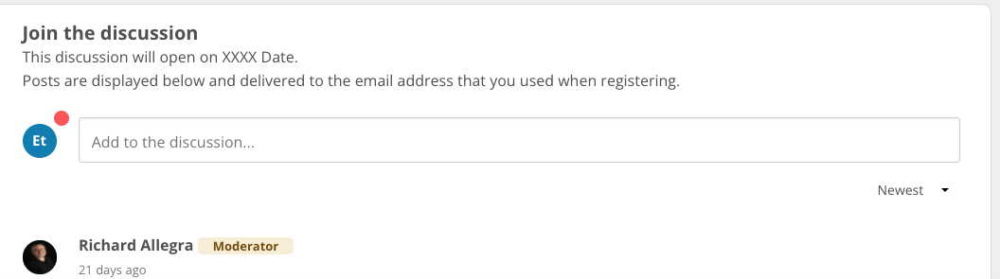 Join the discussion
This discussion will open on XXXX Date.
Posts are displayed below and delivered to the email address that you used when registering.
Et
Add to the discussion...
Newest
Richard Allegra Moderator
21 days ago